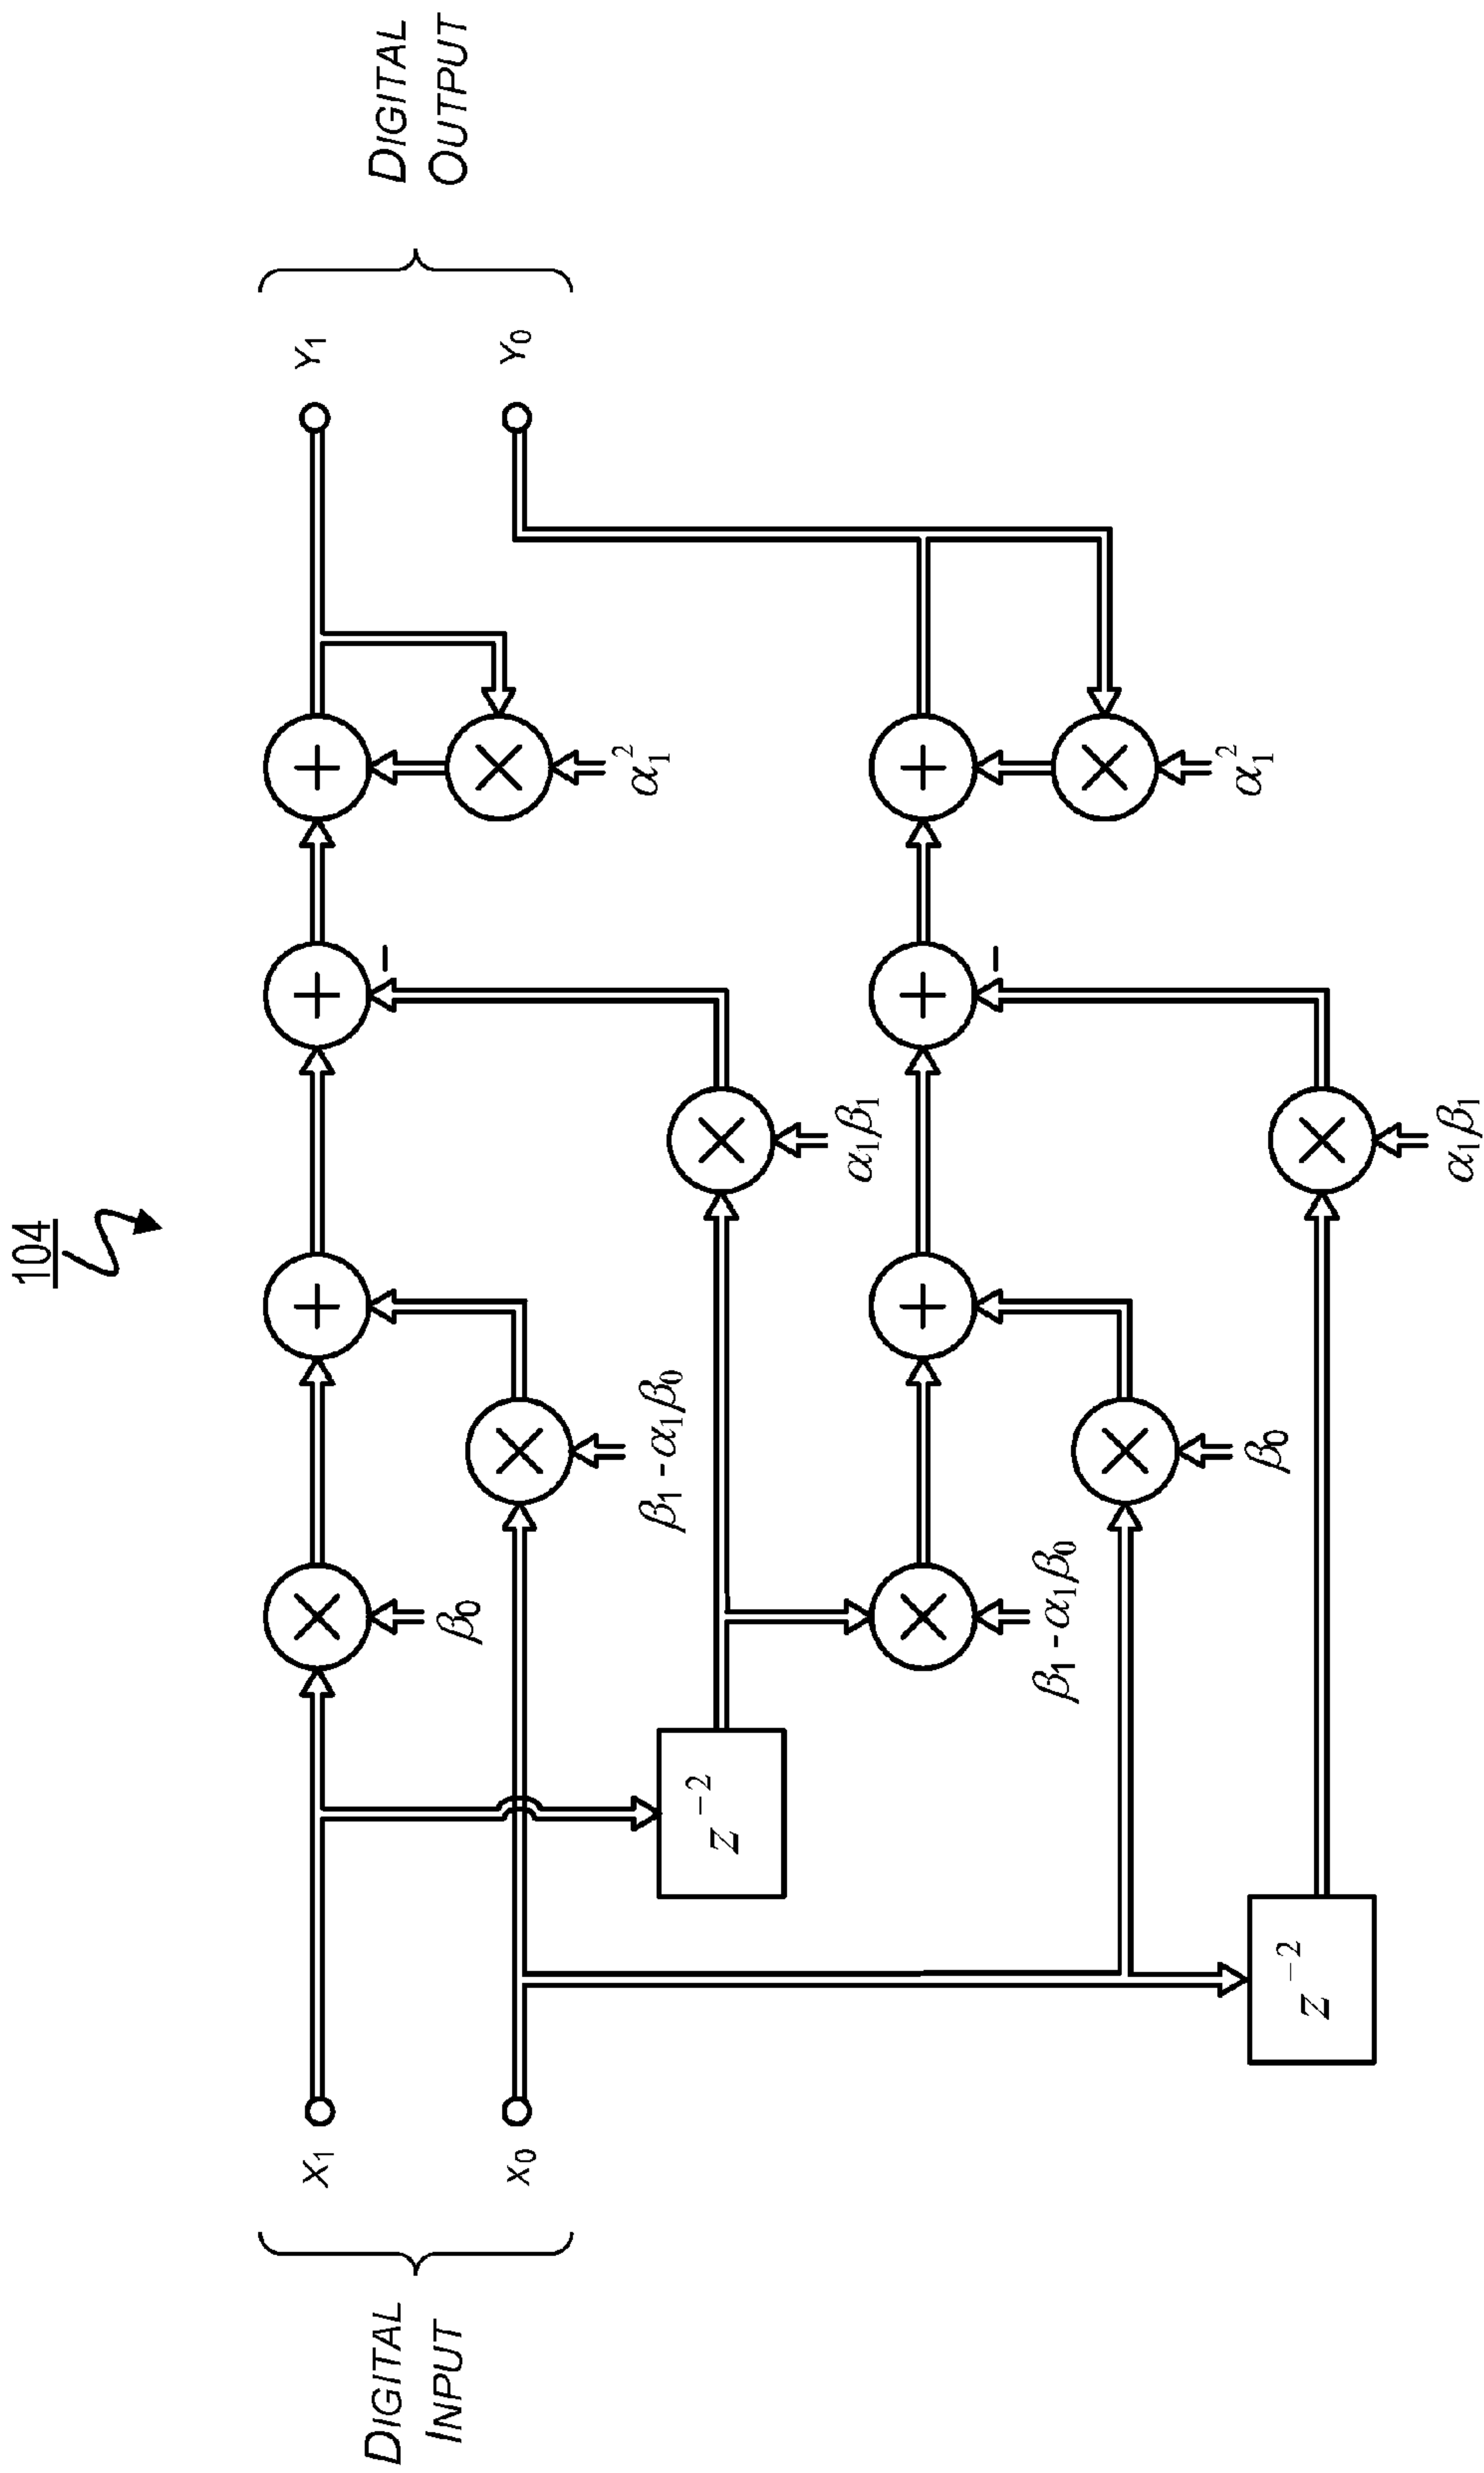 104
DIGITAL
INPUT
X₁
X₀
β₀
β₁ - α₁β₀
z⁻²
β₁ - α₁β₀
β₀
z⁻²
α₁β₁
α₁β₁
−
−
α₁²
α₁²
Y₁
Y₀
DIGITAL
OUTPUT